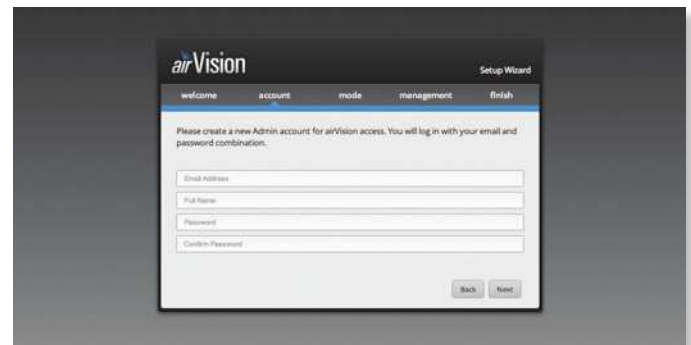 airVision
Setup Wizard
welcome account mode management finish
Please create a new Admin account for airVision access. You will log in with your email and
password combination.
Email Address
Full Name
Password
Confirm Password
Back Next